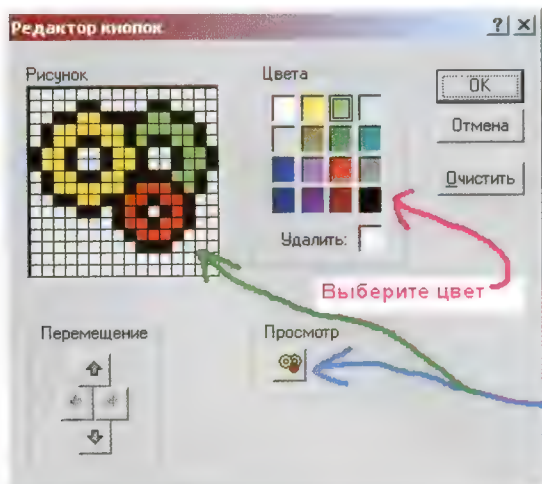 Редактор кнопок
Рисунок
Цвета
OK
Отмена
Очистить
Удалить:
Выберите цвет
Перемещение
Просмотр